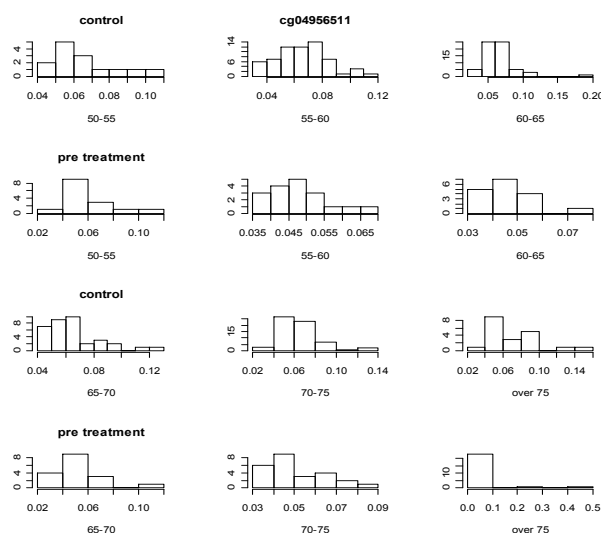 control
cg04956511
0 2 4
0.04 0.06 0.08 0.10
50-55
0 6 14
0.04 0.08 0.12
55-60
0 15
0.05 0.10 0.15 0.20
60-65
pre treatment
0 4 8
0.02 0.06 0.10
50-55
0 2 4
0.035 0.045 0.055 0.065
55-60
0 3 6
0.03 0.05 0.07
60-65
control
0 4 8
0.04 0.08 0.12
65-70
0 15
0.02 0.06 0.10 0.14
70-75
0 4 8
0.02 0.06 0.10 0.14
over 75
pre treatment
0 4 8
0.02 0.06 0.10
65-70
0 4 8
0.03 0.05 0.07 0.09
70-75
0 10
0.0 0.1 0.2 0.3 0.4 0.5
over 75